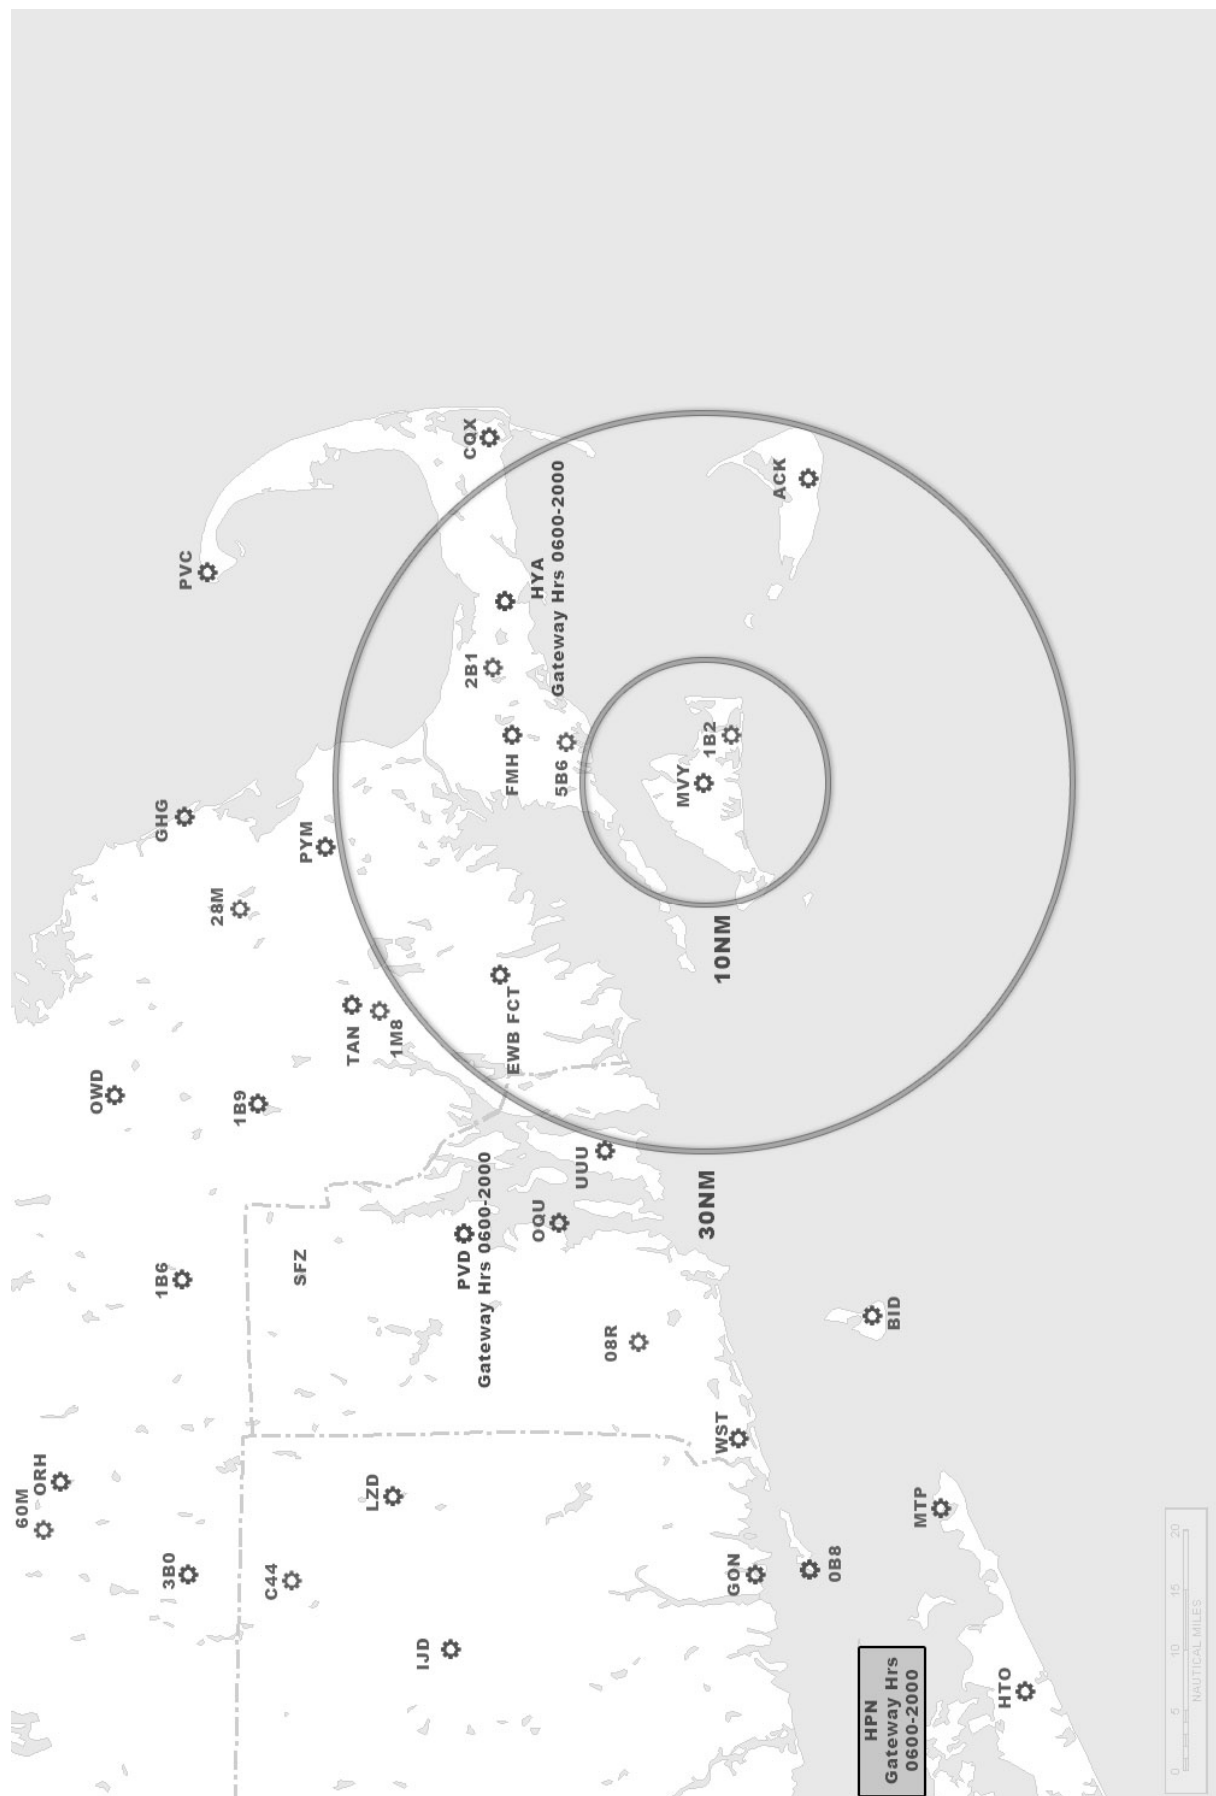 60M
ORH
OWD
GHG
PVC
3B0
1B6
28M
1B9
C44
SFZ
PYM
TAN
1M8
LZD
IJD
CQX
2B1
FMH
HYA
Gateway Hrs 0600-2000
5B6
EWB FCT
PVD
Gateway Hrs 0600-2000
OQU
UUU
08R
ACK
MVY
1B2
10NM
30NM
WST
GON
0B8
BID
MTP
HTO
HPN
Gateway Hrs
0600-2000
0 5 10 15 20
NAUTICAL MILES